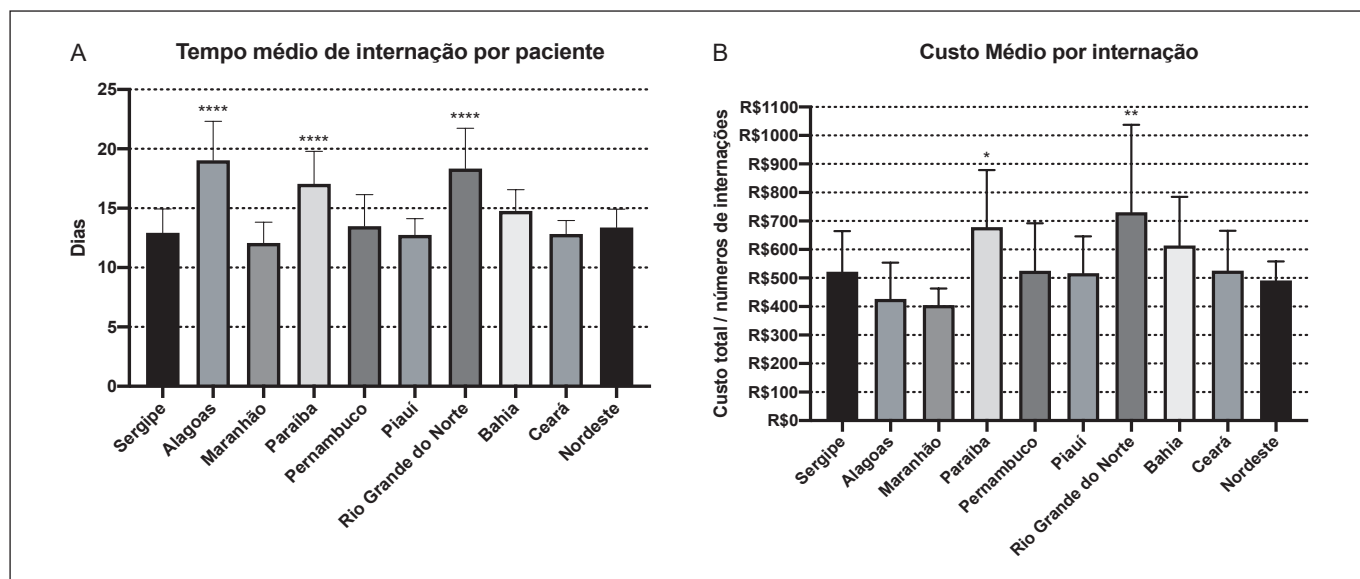 A
Tempo médio de internação por paciente
Dias
25
20
15
10
5
0
****
****
****
Sergipe
Alagoas
Maranhão
Paraíba
Pernambuco
Piauí
Rio Grande do Norte
Bahia
Ceará
Nordeste
B
Custo Médio por internação
Custo total / números de internações
R$1100
R$1000
R$900
R$800
R$700
R$600
R$500
R$400
R$300
R$200
R$100
R$0
*
**
Sergipe
Alagoas
Maranhão
Paraíba
Pernambuco
Piauí
Rio Grande do Norte
Bahia
Ceará
Nordeste